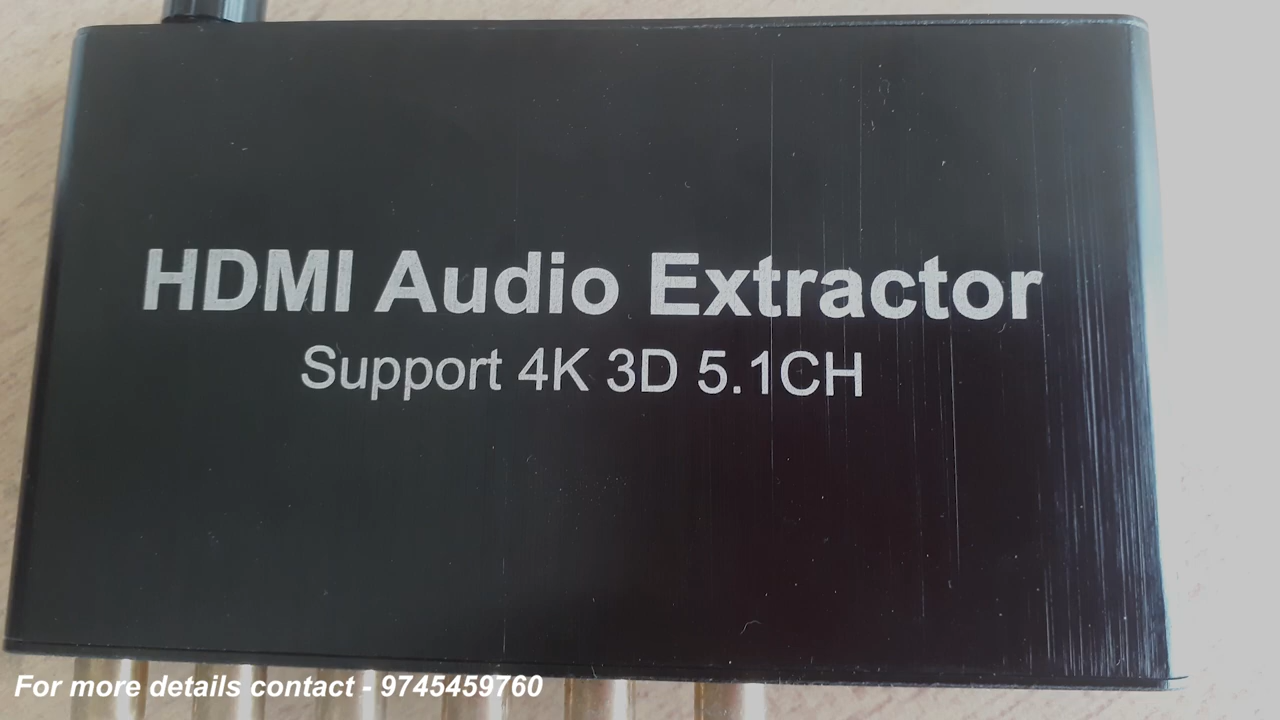 HDMI Audio Extractor
Support 4K 3D 5.1CH
For more details contact - 9745459760